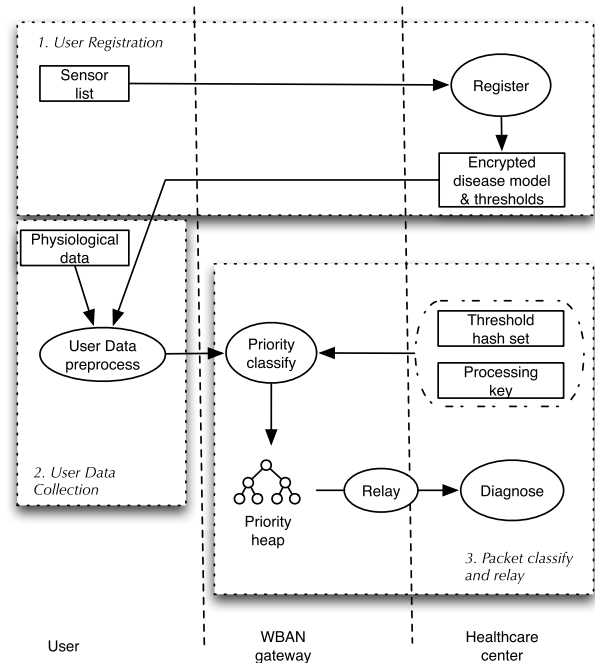 1. User Registration
Sensor
list
Register
Encrypted
disease model
& thresholds
Physiological
data
User Data
preprocess
Priority
classify
Threshold
hash set
Processing
key
2. User Data
Collection
Priority
heap
Relay
Diagnose
3. Packet classify
and relay
User
WBAN
gateway
Healthcare
center